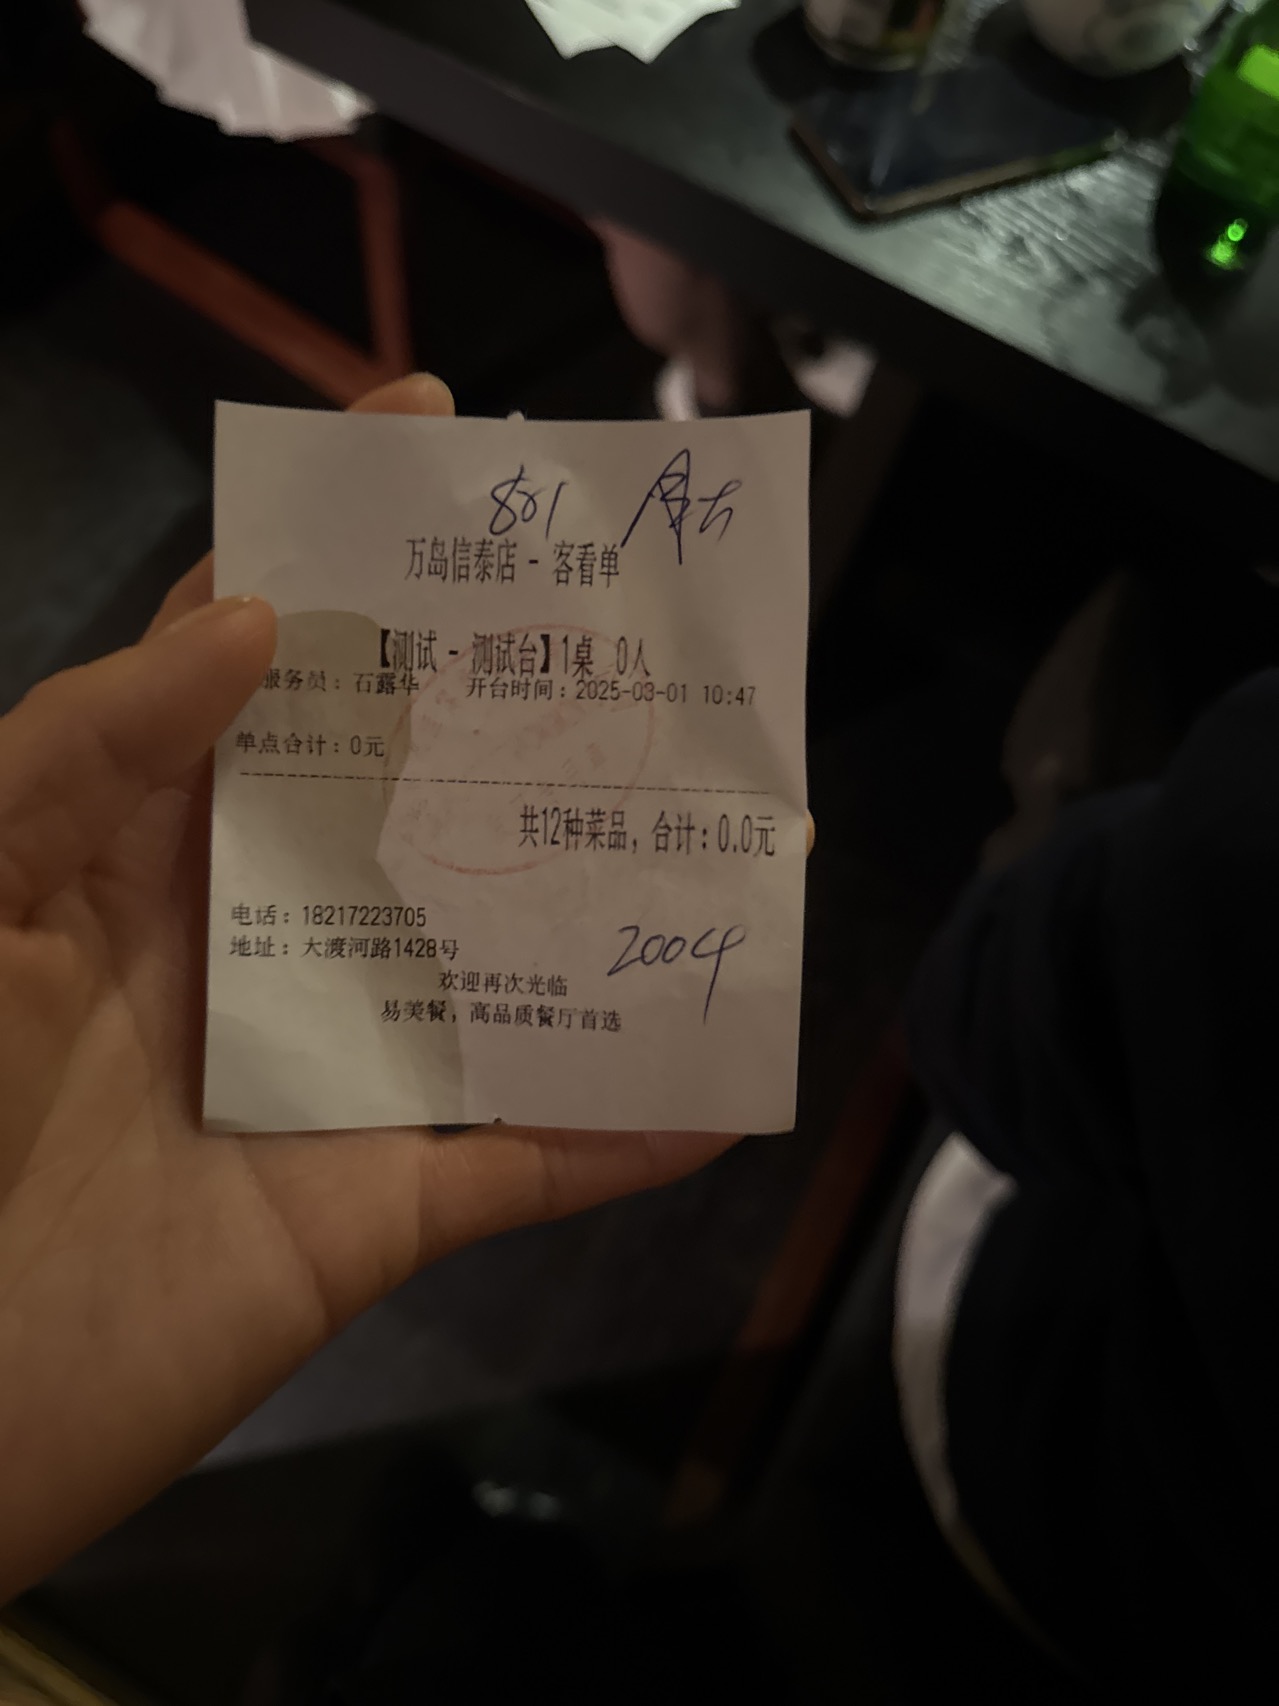 801
万岛信泰店 - 客看单
【测试 - 测试台】1桌 0人
服务员：石露华 开台时间：2025-03-01 10:47
单点合计：0元
共12种菜品，合计：0.0元
电话：18217223705
地址：大渡河路1428号
2004
欢迎再次光临
易美餐，高品质餐厅首选